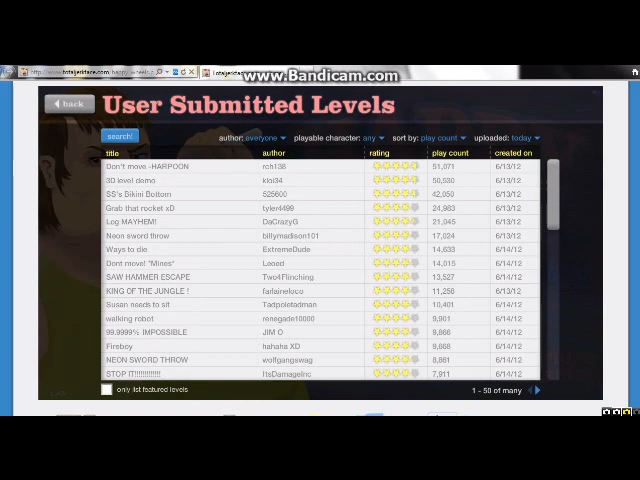 www.Bandicam.com
back
User Submitted Levels
search!
author: everyone playable character: any sort by: play count uploaded: today
title author rating play count created on
Don't move -HARPOON rch136 51,071 6/13/12
3D level demo kloi34 50,530 6/13/12
SS's Bikini Bottom 525600 42,050 6/13/12
Grab that rocket xD tyler4499 24,983 6/13/12
Log MAYHEM! DaCrazyG 21,045 6/13/12
Neon sword throw billymadison101 17,024 6/13/12
Ways to die ExtremeDude 14,633 6/14/12
Dont move! "Mines" Leoed 14,015 6/14/12
SAW HAMMER ESCAPE Two4Flinching 13,527 6/14/12
KING OF THE JUNGLE ! farlaineloco 11,256 6/13/12
Susan needs to sit Tadpoletadman 10,401 6/14/12
walking robot renegade10000 9,901 6/14/12
99.9999% IMPOSSIBLE JIM O 9,866 6/14/12
Fireboy hahaha XD 9,668 6/14/12
NEON SWORD THROW wolfgangswag 8,861 6/14/12
STOP IT!!!!!!!!!!!!! ItsDamageInc 7,911 6/14/12
only list featured levels 1 - 50 of many